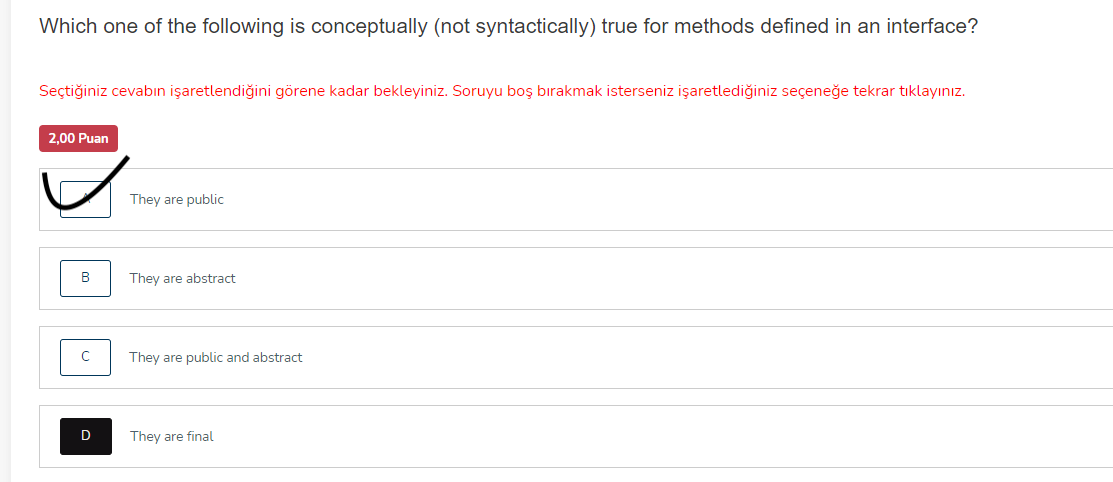 Which one of the following is conceptually (not syntactically) true for methods defined in an interface?
Seçtiğiniz cevabın işaretlendiğini görene kadar bekleyiniz. Soruyu boş bırakmak isterseniz işaretlediğiniz seçeneğe tekrar tıklayınız.
2,00 Puan
They are public
B They are abstract
C They are public and abstract
D They are final